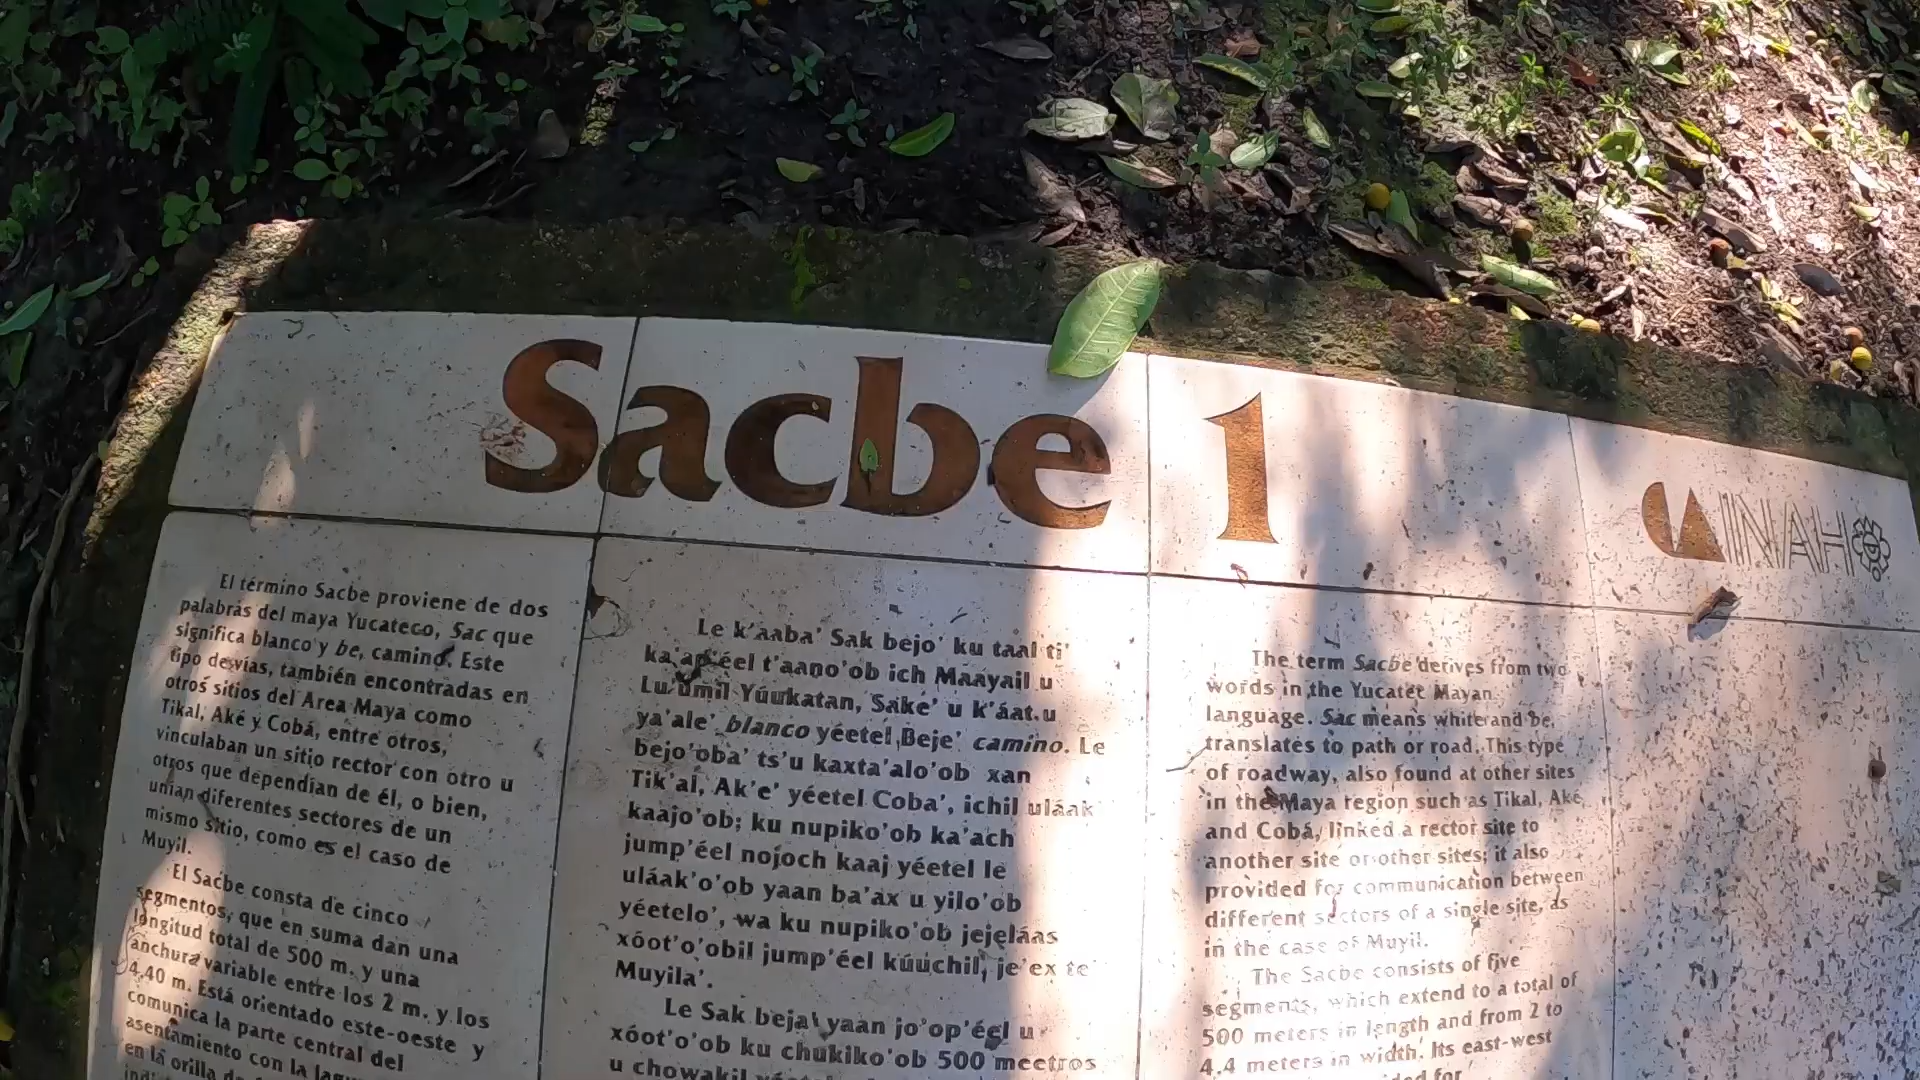 Sacbe 1
INAH
El término Sacbe proviene de dos
palabras del maya Yucateco, Sac que
significa blanco y be, camino. Este
tipo de vías, también encontradas en
otros sitios del Area Maya como
Tikal, Aké y Cobá, entre otros,
vinculaban un sitio rector con otro u
otros que dependían de él, o bien,
unían diferentes sectores de un
mismo sitio, como es el caso de
Muyil.
El Sacbe consta de cinco
segmentos, que en suma dan una
longitud total de 500 m. y una
anchura variable entre los 2 m. y los
4.40 m. Está orientado este-oeste y
comunica la parte central del
asentamiento con la
en la orilla
Le k'aaba' Sak bejo' ku taal ti'
ka'ap'éel t'aano'ob ich Maayail u
Lu'umil Yúukatan, Sake' u k'áat u
ya'ale' blanco yéetel Beje' camino. Le
bejo'oba' ts'u kaxta'alo'ob xan
Tik'al, Ak'e' yéetel Coba', ichil uláak'
kaajo'ob; ku nupiko'ob ka'ach
jump'éel nojoch kaaj yéetel le
uláak'o'ob yaan ba'ax u yilo'ob
yéetelo', wa ku nupiko'ob jejeláas
xóot'o'obil jump'éel kúuchil, je'ex te'
Muyila'.
Le Sak beja' yaan jo'op'éel u
xóot'o'ob ku chukiko'ob 500 meetros
u chowakil
The term Sacbe derives from two
words in the Yucatec Mayan
language. Sac means white and be,
translates to path or road. This type
of roadway, also found at other sites
in the Maya region such as Tikal, Aké,
and Cobá, linked a rector site to
another site or other sites; it also
provided for communication between
different sectors of a single site, as
in the case of Muyil.
The Sacbe consists of five
segments, which extend to a total of
500 meters in length and from 2 to
4.4 meters in width. Its east-west
for